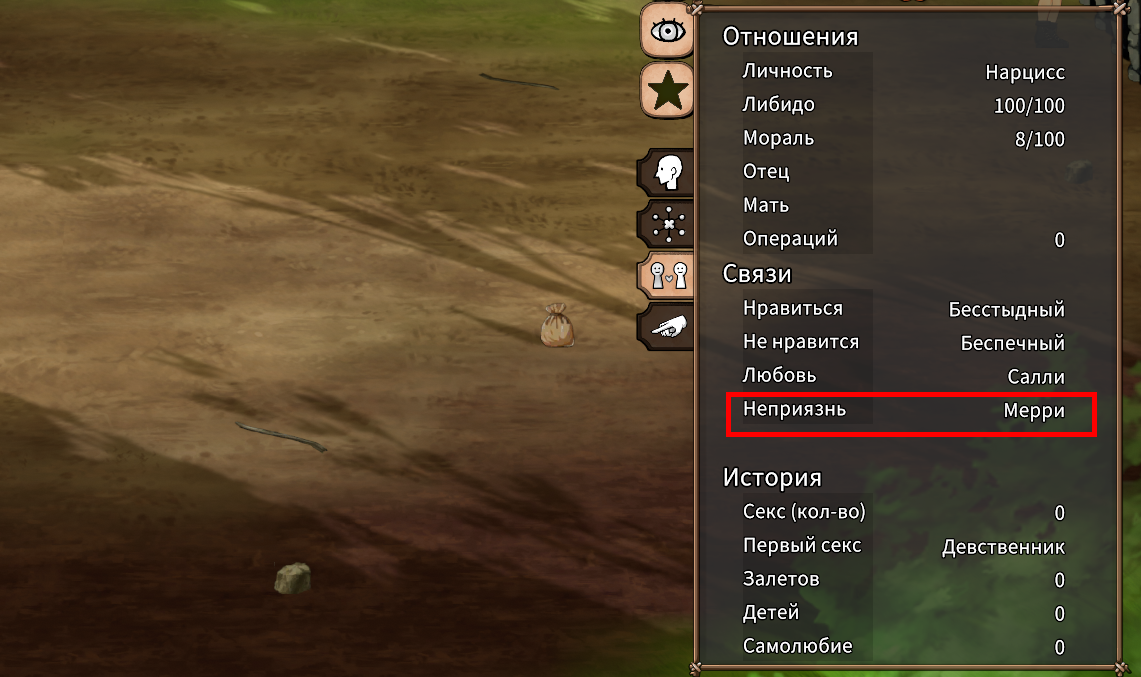 Отношения
Личность Нарцисс
Либидо 100/100
Мораль 8/100
Отец
Мать
Операций 0
Связи
Нравиться Бесстыдный
Не нравится Беспечный
Любовь Салли
Неприязнь Мерри
История
Секс (кол-во) 0
Первый секс Девственник
Залетов 0
Детей 0
Самолюбие 0